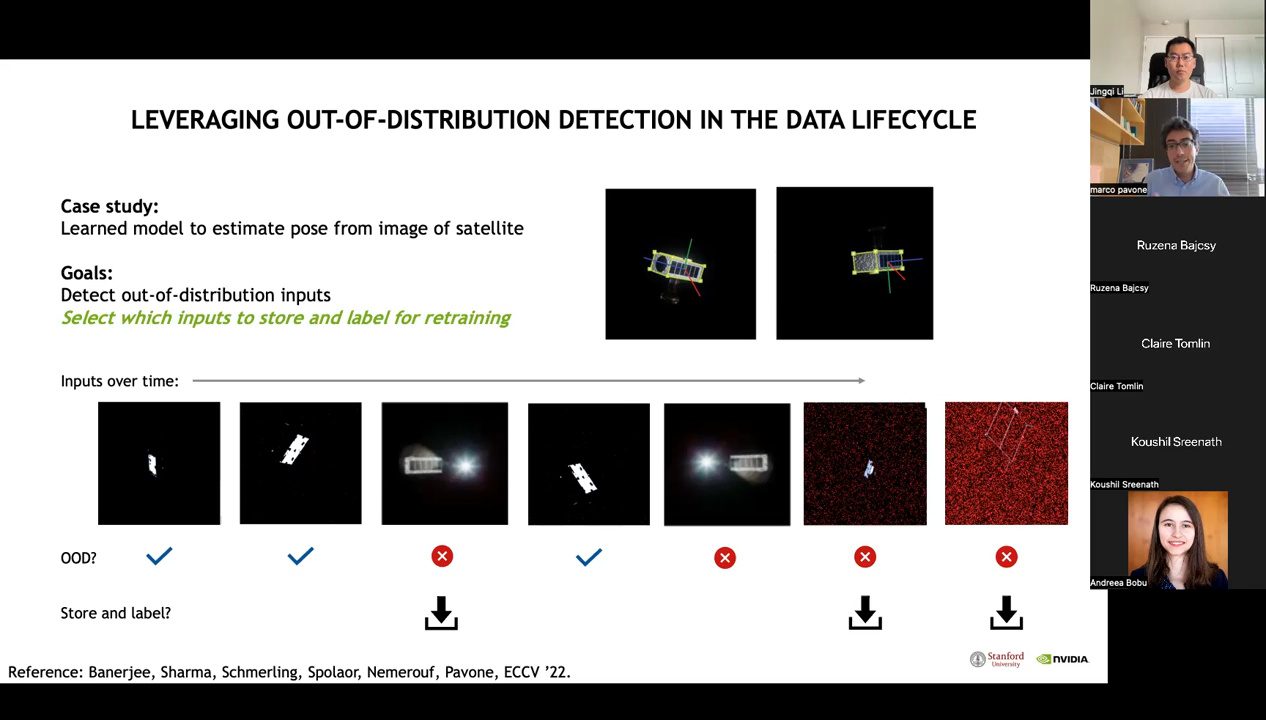 LEVERAGING OUT-OF-DISTRIBUTION DETECTION IN THE DATA LIFECYCLE
Case study:
Learned model to estimate pose from image of satellite
Goals:
Detect out-of-distribution inputs
Select which inputs to store and label for retraining
Inputs over time:
OOD?
Store and label?
Reference: Banerjee, Sharma, Schmerling, Spolaor, Nemerouf, Pavone, ECCV ’22.
Stanford
University
NVIDIA.
Jingqi Li
marco pavone
Ruzena Bajcsy
Ruzena Bajcsy
Claire Tomlin
Claire Tomlin
Koushil Sreenath
Koushil Sreenath
Andreea Bobu